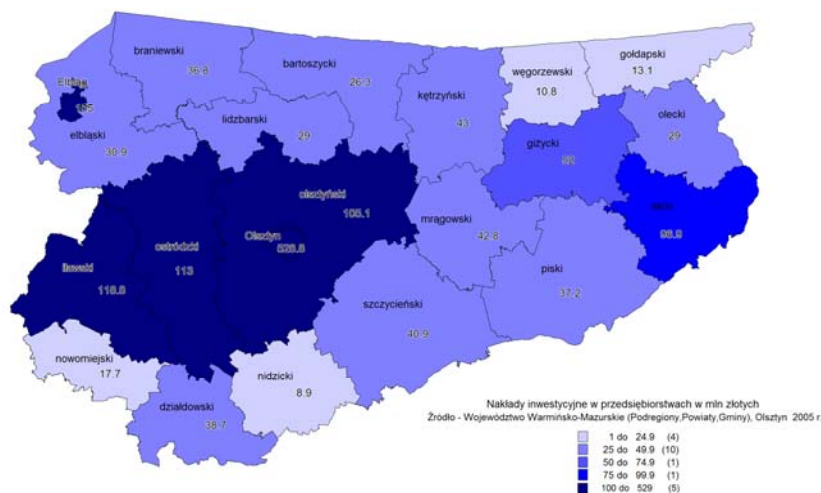 braniewski
36.8
bartoszycki
26.3
węgorzewski
10.8
gołdapski
13.1
Elbląg
elbląski
30.9
lidzbarski
29
kętrzyński
43
giżycki
olecki
29
olsztyński
105.1
mrągowski
42.8
96.9
Olsztyn
528.8
ostródzki
113
iławski
118.8
piski
37.2
szczycieński
40.9
nowomiejski
17.7
nidzicki
8.9
działdowski
38.7
Nakłady inwestycyjne w przedsiębiorstwach w mln złotych
Źródło - Województwo Warmińsko-Mazurskie (Podregiony,Powiaty,Gminy), Olsztyn 2005 r.
1 do 24.9 (4)
25 do 49.9 (10)
50 do 74.9 (1)
75 do 99.9 (1)
100 do 529 (5)